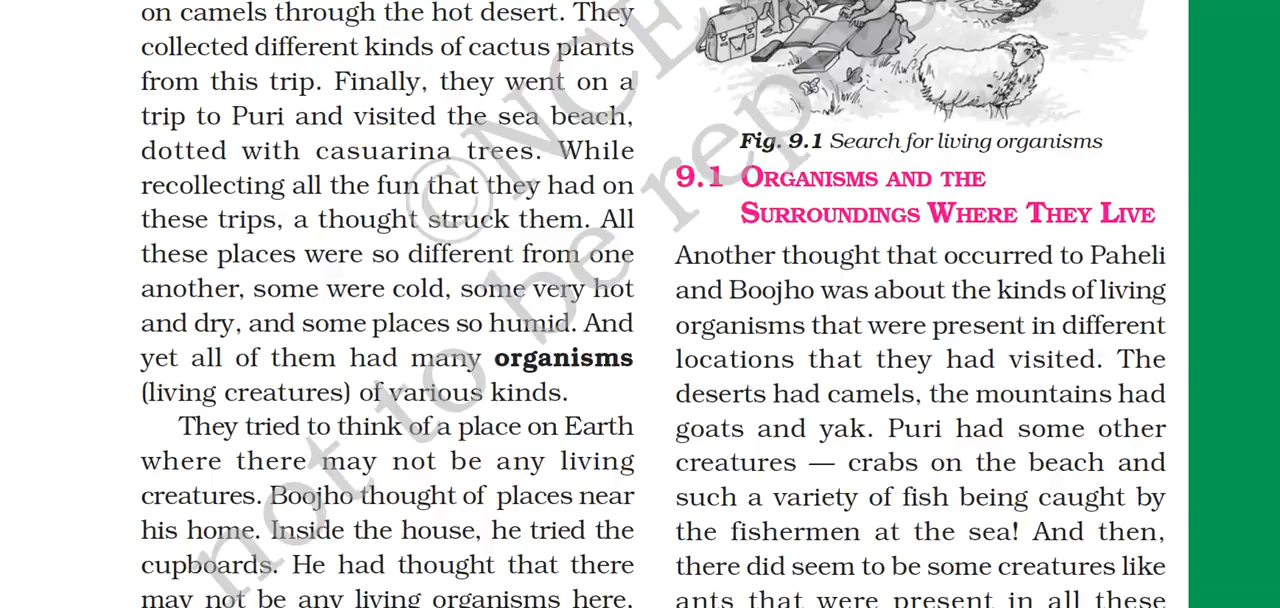 on camels through the hot desert. They
collected different kinds of cactus plants
from this trip. Finally, they went on a
trip to Puri and visited the sea beach,
dotted with casuarina trees. While
recollecting all the fun that they had on
these trips, a thought struck them. All
these places were so different from one
another, some were cold, some very hot
and dry, and some places so humid. And
yet all of them had many organisms
(living creatures) of various kinds.
They tried to think of a place on Earth
where there may not be any living
creatures. Boojho thought of places near
his home. Inside the house, he tried the
cupboards. He had thought that there
may not be any living organisms here,
Fig. 9.1 Search for living organisms
9.1 ORGANISMS AND THE
SURROUNDINGS WHERE THEY LIVE
Another thought that occurred to Paheli
and Boojho was about the kinds of living
organisms that were present in different
locations that they had visited. The
deserts had camels, the mountains had
goats and yak. Puri had some other
creatures — crabs on the beach and
such a variety of fish being caught by
the fishermen at the sea! And then,
there did seem to be some creatures like
ants that were present in all these
©NCE
not to be rep